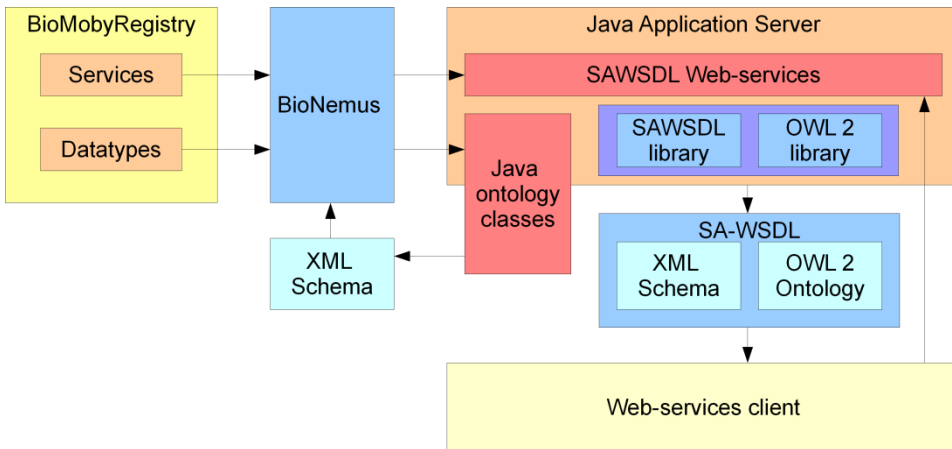 BioMobyRegistry
Services
Datatypes
BioNemus
XML
Schema
Java Application Server
SAWSDL Web-services
Java
ontology
classes
SAWSDL
library
OWL 2
library
SA-WSDL
XML
Schema
OWL 2
Ontology
Web-services client